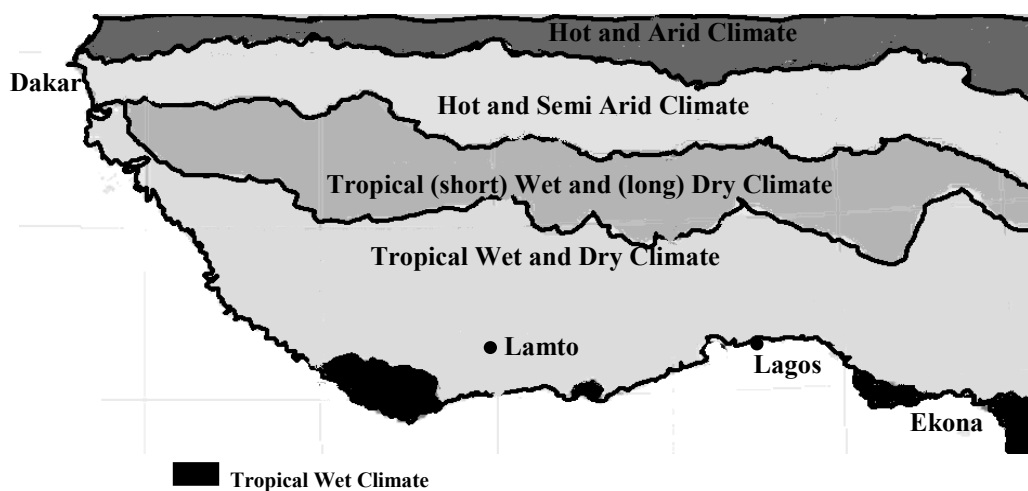 Hot and Arid Climate
Dakar
Hot and Semi Arid Climate
Tropical (short) Wet and (long) Dry Climate
Tropical Wet and Dry Climate
Lamto
Lagos
Ekona
Tropical Wet Climate